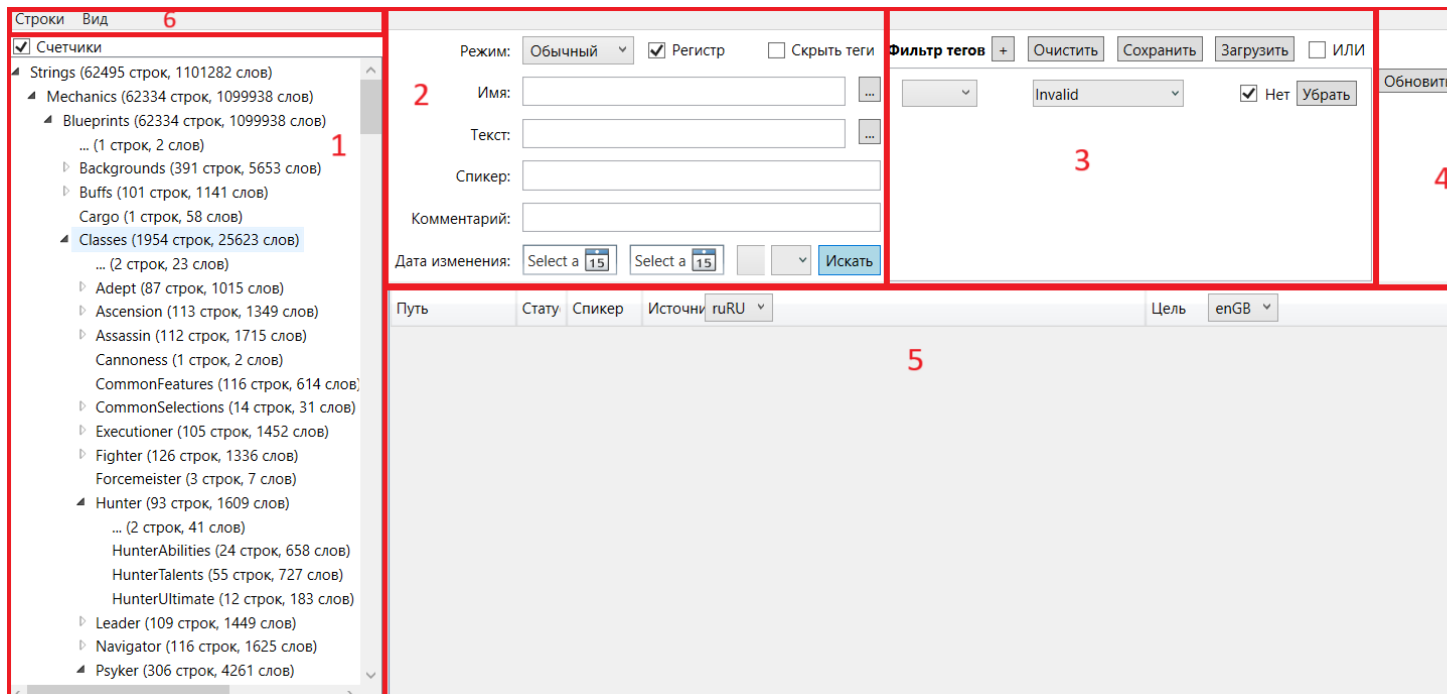 Строки Вид 6
Счетчики
Strings (62495 строк, 1101282 слов)
Mechanics (62334 строк, 1099938 слов)
Blueprints (62334 строк, 1099938 слов)
... (1 строк, 2 слов)
1
Backgrounds (391 строк, 5653 слов)
Buffs (101 строк, 1141 слов)
Cargo (1 строк, 58 слов)
Classes (1954 строк, 25623 слов)
... (2 строк, 23 слов)
Adept (87 строк, 1015 слов)
Ascension (113 строк, 1349 слов)
Assassin (112 строк, 1715 слов)
Cannoness (1 строк, 2 слов)
CommonFeatures (116 строк, 614 слов)
CommonSelections (14 строк, 31 слов)
Executioner (105 строк, 1452 слов)
Fighter (126 строк, 1336 слов)
Forcemeister (3 строк, 7 слов)
Hunter (93 строк, 1609 слов)
... (2 строк, 41 слов)
HunterAbilities (24 строк, 658 слов)
HunterTalents (55 строк, 727 слов)
HunterUltimate (12 строк, 183 слов)
Leader (109 строк, 1449 слов)
Navigator (116 строк, 1625 слов)
Psyker (306 строк, 4261 слов)
Режим: Обычный Регистр Скрыть теги
2
Имя: ...
Текст: ...
Спикер:
Комментарий:
Дата изменения: Select a 15 Select a 15 Искать
Фильтр тегов + Очистить Сохранить Загрузить ИЛИ
Invalid Нет Убрать
3
Обновить
4
Путь Стату Спикер Источни ruRU Цель enGB
5